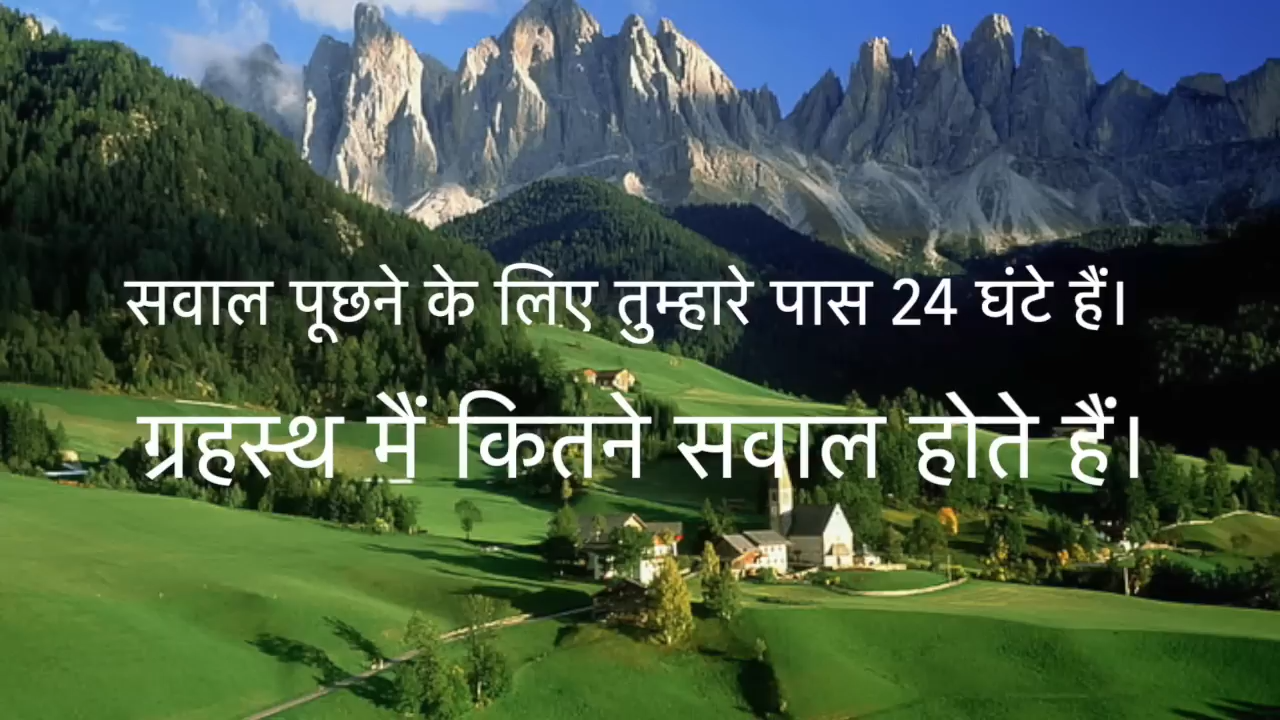 सवाल पूछने के लिए तुम्हारे पास 24 घंटे हैं।
ग्रहस्थ मै॑ं कितने सवाल होते हैं।